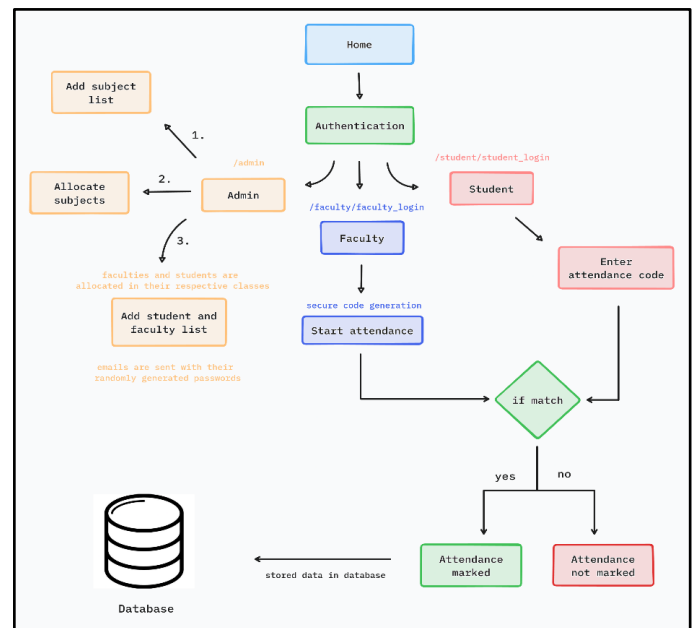 Home
Add subject
list
Authentication
1.
/admin
/student/student_login
2.
Allocate
subjects
Admin
Student
/faculty/faculty_login
Faculty
3.
Enter
attendance code
faculties and students are
allocated in their respective classes
Add student and
faculty list
secure code generation
Start attendance
emails are sent with their
randomly generated passwords
if match
yes
no
Attendance
marked
Attendance
not marked
stored data in database
Database